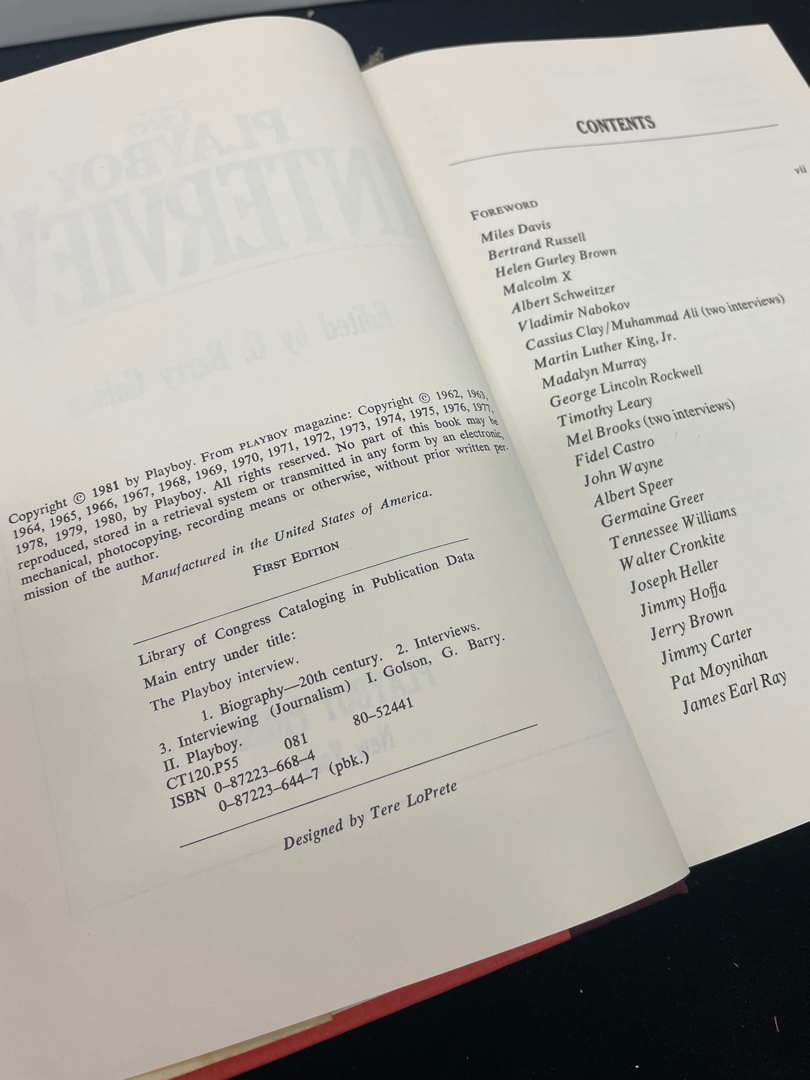 Copyright © 1981 by Playboy. From PLAYBOY magazine: Copyright © 1962, 1963,
1964, 1965, 1966, 1967, 1968, 1969, 1970, 1971, 1972, 1973, 1974, 1975, 1976, 1977,
1978, 1979, 1980, by Playboy. All rights reserved. No part of this book may be
reproduced, stored in a retrieval system or transmitted in any form by an electronic,
mechanical, photocopying, recording means or otherwise, without prior written per-
mission of the author.
Manufactured in the United States of America.
FIRST EDITION
Library of Congress Cataloging in Publication Data
Main entry under title:
The Playboy interview.
1. Biography—20th century. 2. Interviews.
3. Interviewing (Journalism) I. Golson, G. Barry.
II. Playboy.
CT120.P55 081 80-52441
ISBN 0-87223-668-4
0-87223-644-7 (pbk.)
Designed by Tere LoPrete
CONTENTS
FOREWORD vii
Miles Davis
Bertrand Russell
Helen Gurley Brown
Malcolm X
Albert Schweitzer
Vladimir Nabokov
Cassius Clay/Muhammad Ali (two interviews)
Martin Luther King, Jr.
Madalyn Murray
George Lincoln Rockwell
Timothy Leary
Mel Brooks (two interviews)
Fidel Castro
John Wayne
Albert Speer
Germaine Greer
Tennessee Williams
Walter Cronkite
Joseph Heller
Jimmy Hoffa
Jerry Brown
Jimmy Carter
Pat Moynihan
James Earl Ray